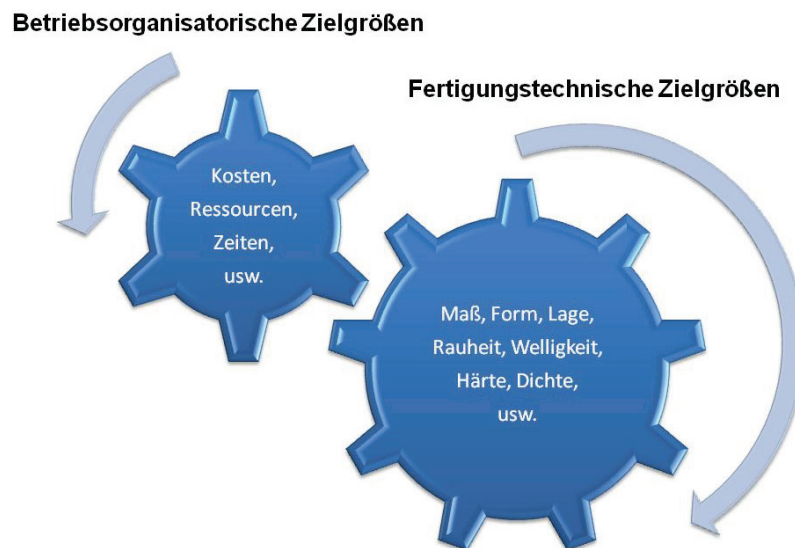 Betriebsorganisatorische Zielgrößen
Fertigungstechnische Zielgrößen
Kosten,
Ressourcen,
Zeiten,
usw.
Maß, Form, Lage,
Rauheit, Welligkeit,
Härte, Dichte,
usw.